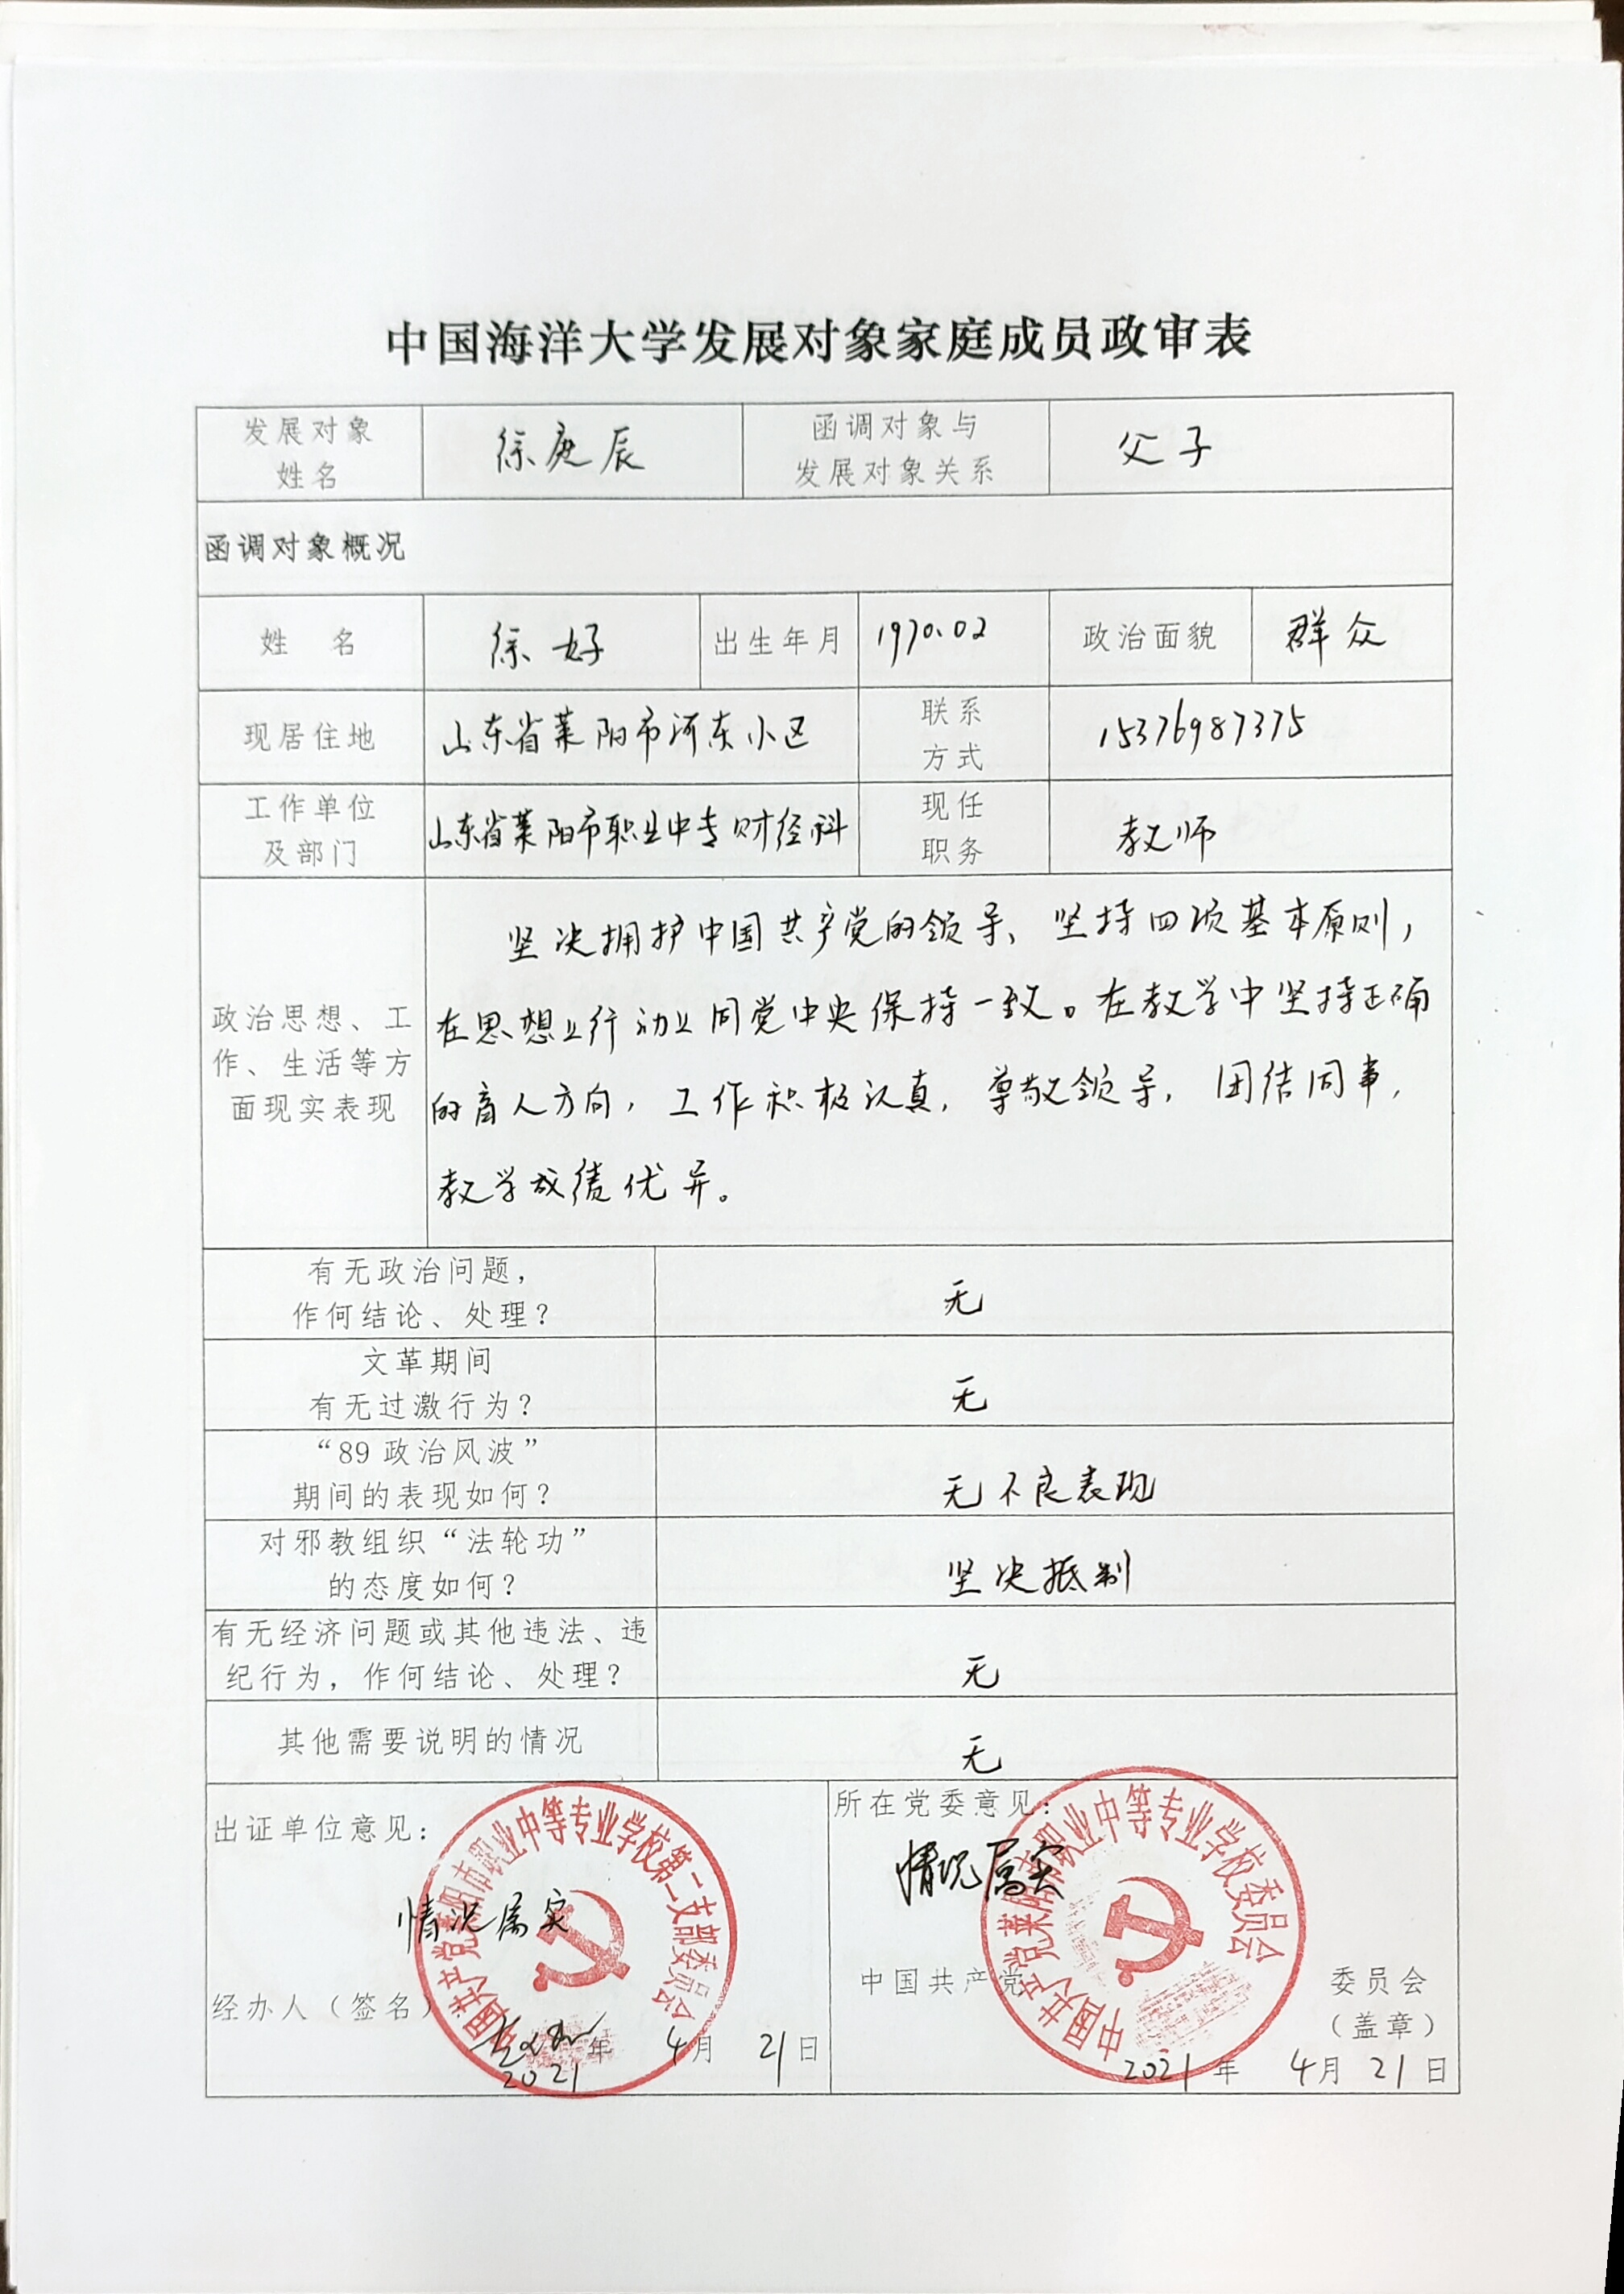 中国海洋大学发展对象家庭成员政审表
发展对象
姓名
徐庚辰
函调对象与
发展对象关系
父子
函调对象概况
姓 名
徐好
出生年月
1970.02
政治面貌
群众
现居住地
山东省莱阳市河东小区
联系
方式
15376987375
工作单位
及部门
山东省莱阳市职业中专财经科
现任
职务
教师
政治思想、工
作、生活等方
面现实表现
坚决拥护中国共产党的领导、坚持四项基本原则，
在思想上行动上同党中央保持一致。在教学中坚持正确
的育人方向，工作积极认真，尊敬领导，团结同事，
教学成绩优异。
有无政治问题，
作何结论、处理？
无
文革期间
有无过激行为？
无
“89 政治风波”
期间的表现如何？
无不良表现
对邪教组织“法轮功”
的态度如何？
坚决抵制
有无经济问题或其他违法、违
纪行为，作何结论、处理？
无
其他需要说明的情况
无
出证单位意见：
情况属实
中国共产党莱阳市职业中等专业学校第二支部委员会
经办人（签名）
2021年 4月 21日
所在党委意见：
情况属实
中国共产党莱阳市职业中等专业学校委员会
中国共产党 委员会
（盖章）
2021年 4月 21日